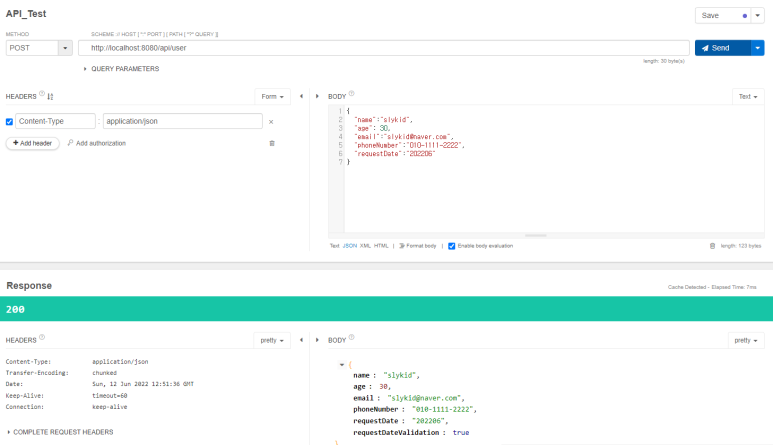 API_Test
Save
METHOD
SCHEME :// HOST [ ":" PORT ] [ PATH [ "?" QUERY ]]
POST
http://localhost:8080/api/user
Send
length: 30 byte(s)
QUERY PARAMETERS
HEADERS
Form
BODY
Text
Content-Type : application/json
Add header
Add authorization
1 {
2 "name":"slykid",
3 "age": 30,
4 "email":"slykid@naver.com",
5 "phoneNumber":"010-1111-2222",
6 "requestDate":"202206"
7 }
Text JSON XML HTML | Format body | Enable body evaluation
length: 123 bytes
Response
Cache Detected - Elapsed Time: 7ms
200
HEADERS
pretty
BODY
pretty
Content-Type: application/json
Transfer-Encoding: chunked
Date: Sun, 12 Jun 2022 12:51:36 GMT
Keep-Alive: timeout=60
Connection: keep-alive
COMPLETE REQUEST HEADERS
{
name : "slykid",
age : 30,
email : "slykid@naver.com",
phoneNumber : "010-1111-2222",
requestDate : "202206",
requestDateValidation : true
}